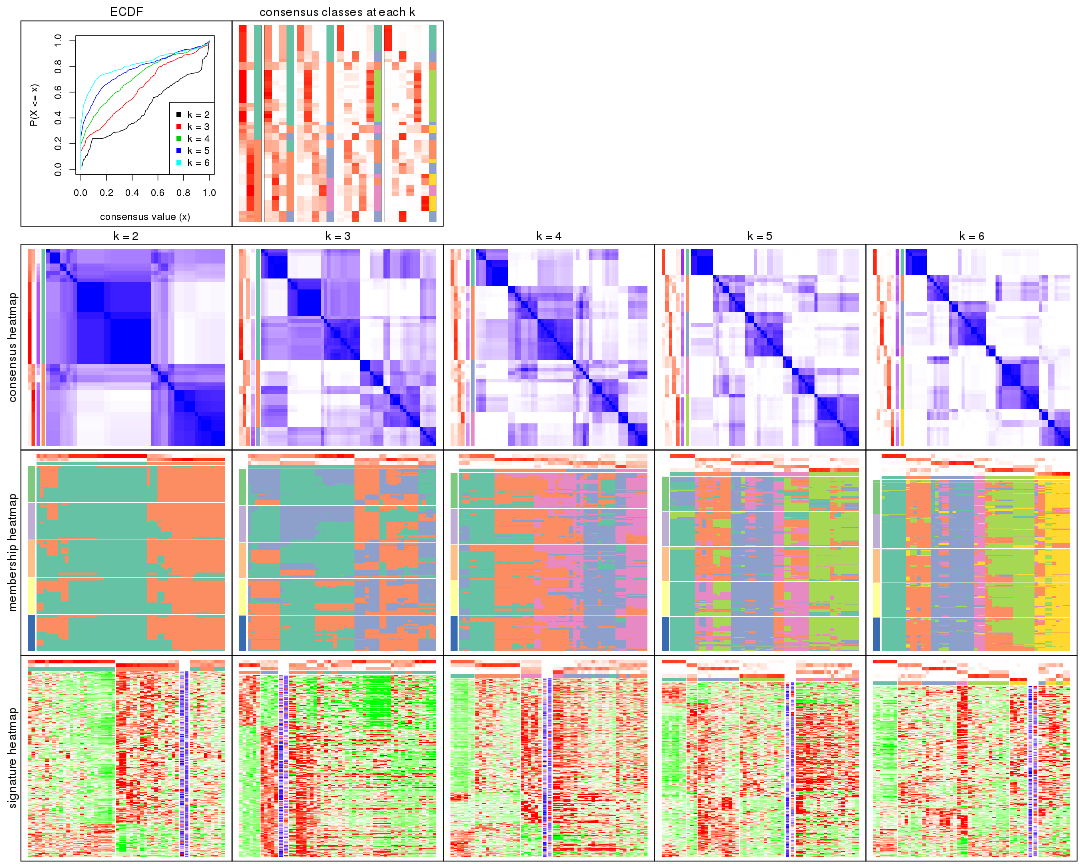 ECDF
consensus classes at each k
P(X <= x)
0.0 0.2 0.4 0.6 0.8 1.0
k = 2
k = 3
k = 4
k = 5
k = 6
0.0 0.2 0.4 0.6 0.8 1.0
consensus value (x)
k = 2 k = 3 k = 4 k = 5 k = 6
consensus heatmap
membership heatmap
signature heatmap